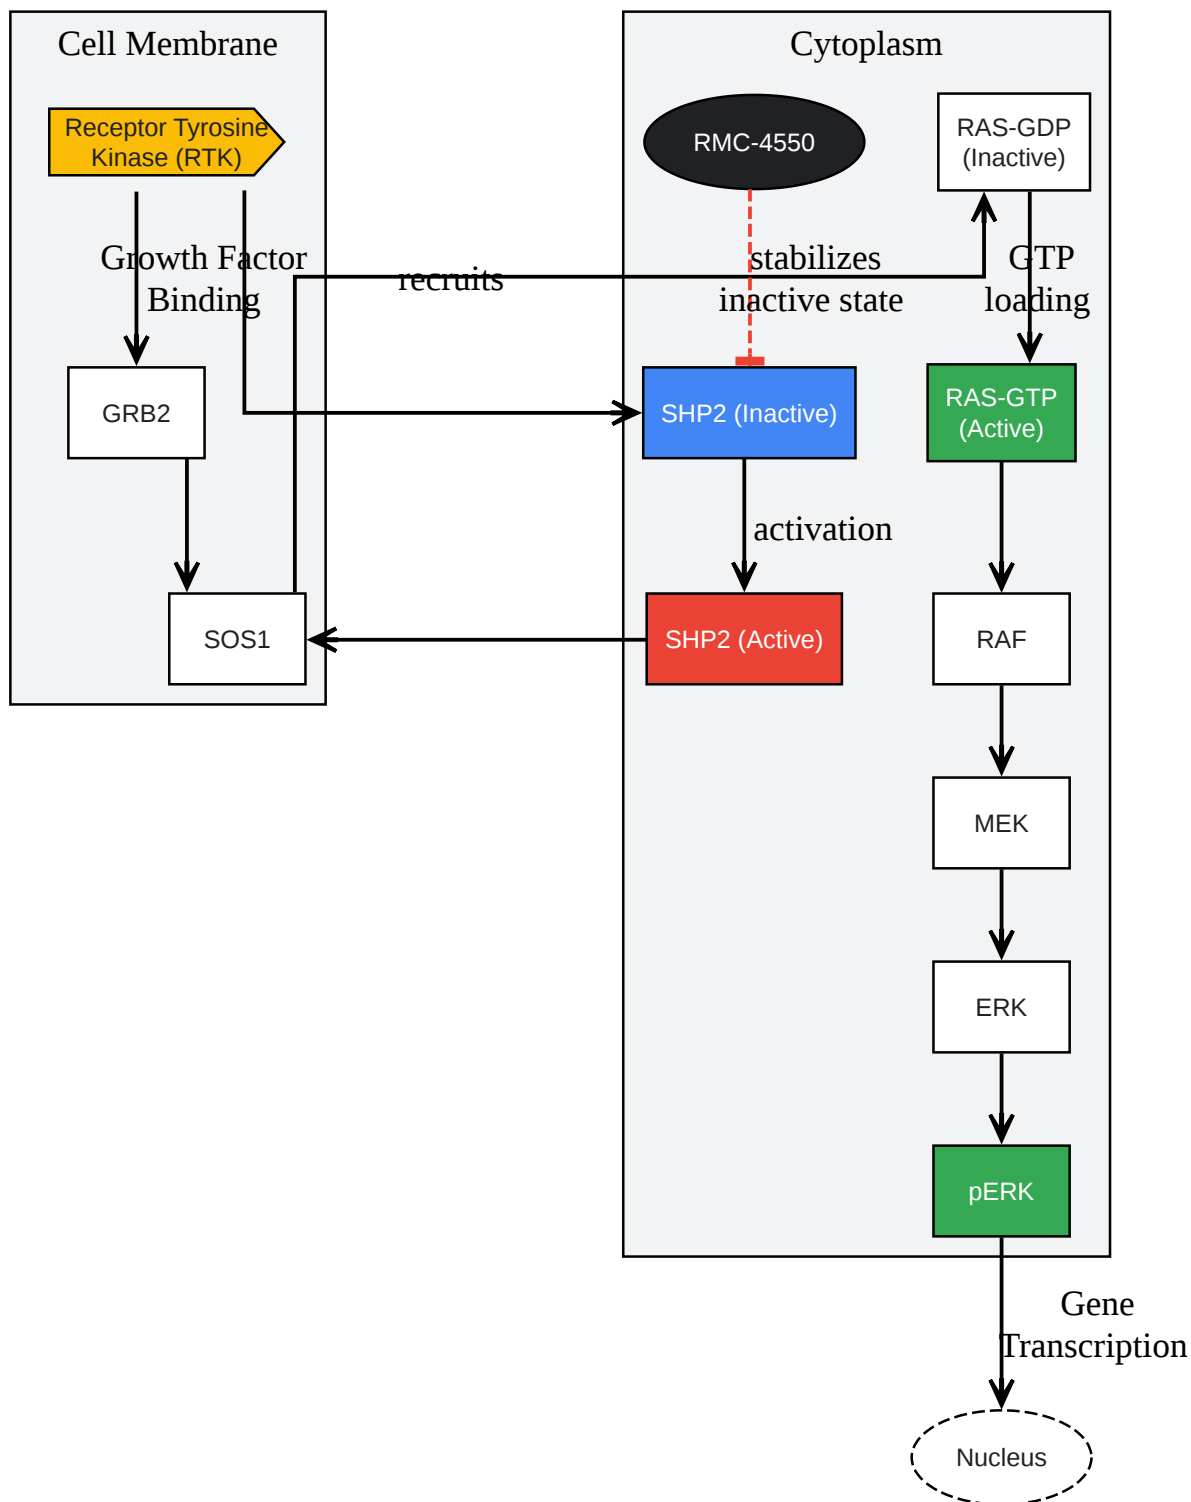 Cell Membrane
Cytoplasm
Receptor Tyrosine
Kinase (RTK)
RMC-4550
RAS-GDP
(Inactive)
Growth Factor
Binding
recruits
stabilizes
inactive state
GTP
loading
GRB2
SHP2 (Inactive)
RAS-GTP
(Active)
activation
SOS1
SHP2 (Active)
RAF
MEK
ERK
pERK
Gene
Transcription
Nucleus